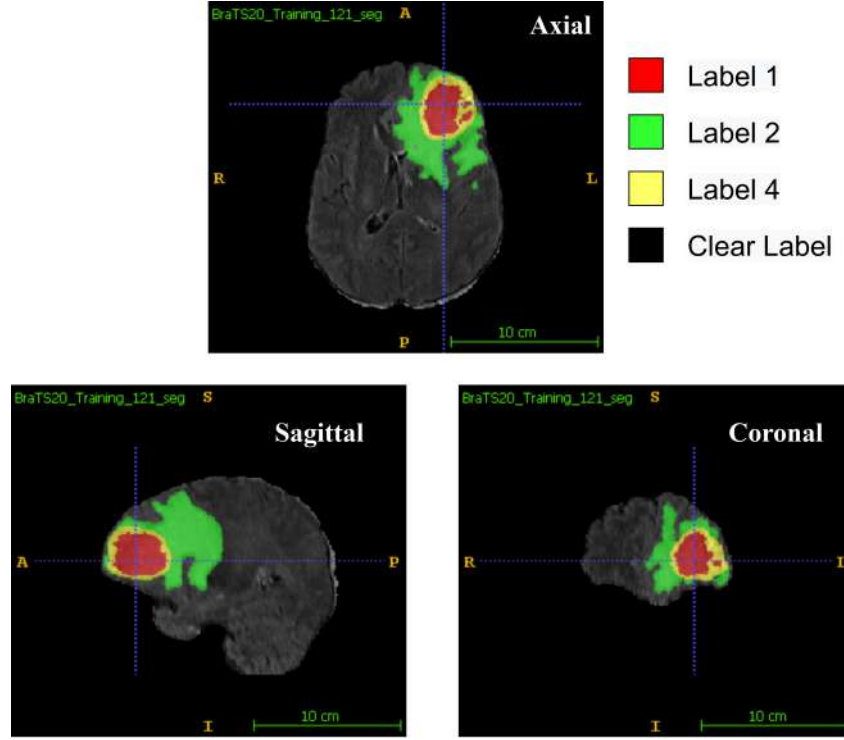 BraTS20_Training_121_seg
A
Axial
R
L
P
10 cm
Label 1
Label 2
Label 4
Clear Label
BraTS20_Training_121_seg
S
Sagittal
A
P
I
10 cm
BraTS20_Training_121_seg
S
Coronal
R
L
I
10 cm